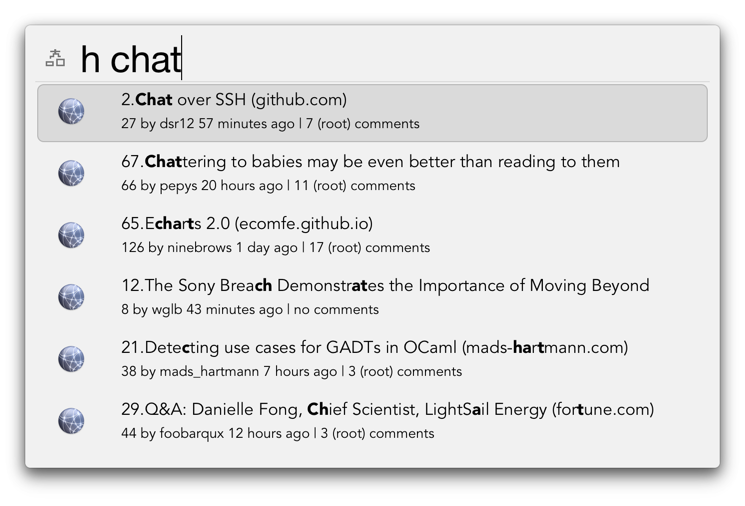 h chat
2.Chat over SSH (github.com)
27 by dsr12 57 minutes ago | 7 (root) comments
67.Chattering to babies may be even better than reading to them
66 by pepys 20 hours ago | 11 (root) comments
65.Echarts 2.0 (ecomfe.github.io)
126 by ninebrows 1 day ago | 17 (root) comments
12.The Sony Breach Demonstrates the Importance of Moving Beyond
8 by wglb 43 minutes ago | no comments
21.Detecting use cases for GADTs in OCaml (mads-hartmann.com)
38 by mads_hartmann 7 hours ago | 3 (root) comments
29.Q&A: Danielle Fong, Chief Scientist, LightSail Energy (fortune.com)
44 by foobarqux 12 hours ago | 3 (root) comments